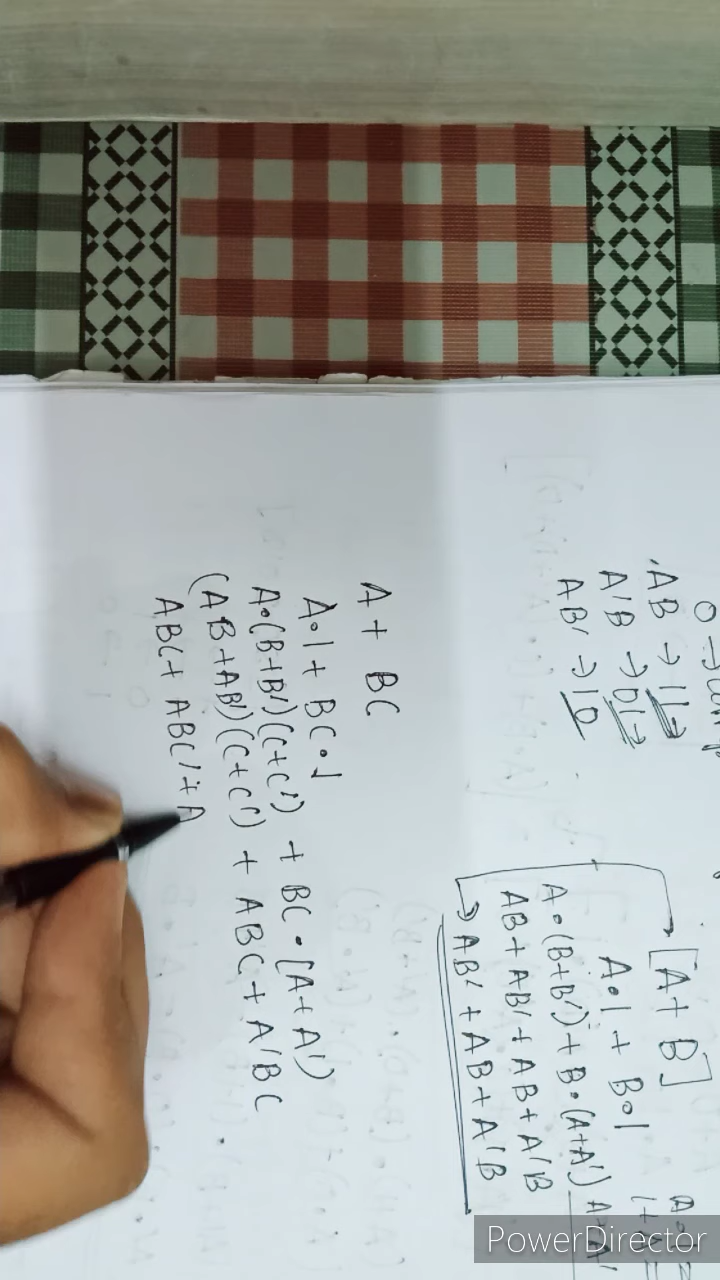 AB → 11 →
A'B → 01 →
AB' → 10
[A + B]
A•1 + B•1
A•(B+B') + B•(A+A')
AB + AB' + AB + A'B
→ AB' + AB + A'B
A + BC
A•1 + BC•1
A•(B+B')(C+C') + BC•[A+A')
(AB+AB')(C+C') + ABC + A'BC
ABC + ABC' + A
PowerDirector